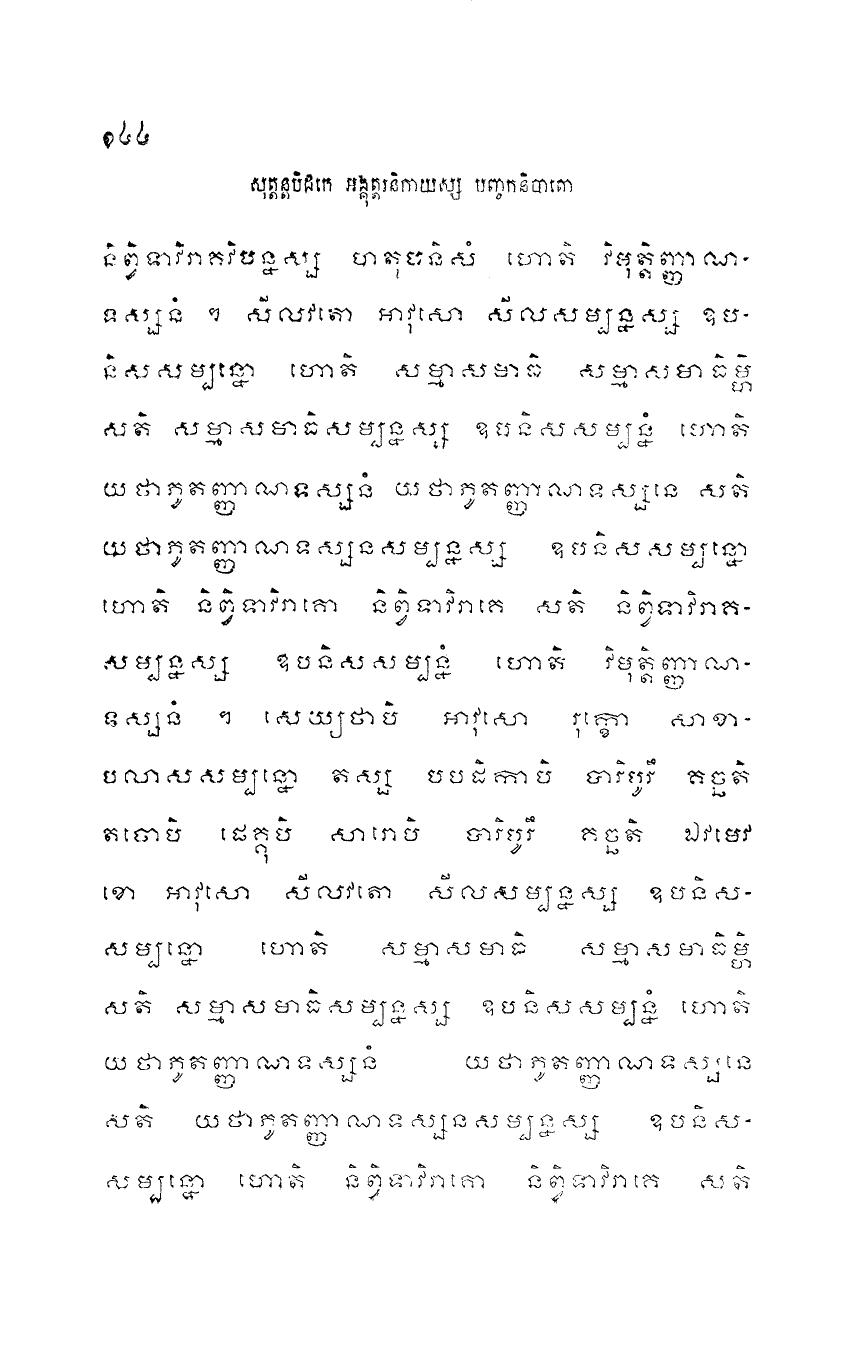 ១៤៤
សុត្តន្តបិដកេ អង្គុត្តរនិកាយស្ស បញ្ចកនិបាតោ
និព្វិទាវិរាគវិបន្នស្ស ហតុបនិសំ ហោតិ វិមុត្តិញ្ញាណ-
ទស្សនំ ។ សីលវតោ អាវុសោ សីលសម្បន្នស្ស ឧប-
និសសម្បន្នោ ហោតិ សម្មាសមាធិ សម្មាសមាធិម្ហិ
សតិ សម្មាសមាធិសម្បន្នស្ស ឧបនិសសម្បន្នំ ហោតិ
យថាភូតញ្ញាណទស្សនំ យថាភូតញ្ញាណទស្សនេ សតិ
យថាភូតញ្ញាណទស្សនសម្បន្នស្ស ឧបនិសសម្បន្នោ
ហោតិ និព្វិទាវិរាគោ និព្វិទាវិរាគេ សតិ និព្វិទាវិរាគ-
សម្បន្នស្ស ឧបនិសសម្បន្នំ ហោតិ វិមុត្តិញ្ញាណ-
ទស្សនំ ។ សេយ្យថាបិ អាវុសោ រុក្ខោ សាខា-
បលាសសម្បន្នោ តស្ស បបដិកាបិ បារិបូរឹ គច្ឆតិ
តចោបិ ផេគ្គុបិ សារោបិ បារិបូរឹ គច្ឆតិ ឯវមេវ
ខោ អាវុសោ សីលវតោ សីលសម្បន្នស្ស ឧបនិស-
សម្បន្នោ ហោតិ សម្មាសមាធិ សម្មាសមាធិម្ហិ
សតិ សម្មាសមាធិសម្បន្នស្ស ឧបនិសសម្បន្នំ ហោតិ
យថាភូតញ្ញាណទស្សនំ យថាភូតញ្ញាណទស្សនេ
សតិ យថាភូតញ្ញាណទស្សនសម្បន្នស្ស ឧបនិស-
សម្បន្នោ ហោតិ និព្វិទាវិរាគោ និព្វិទាវិរាគេ សតិ